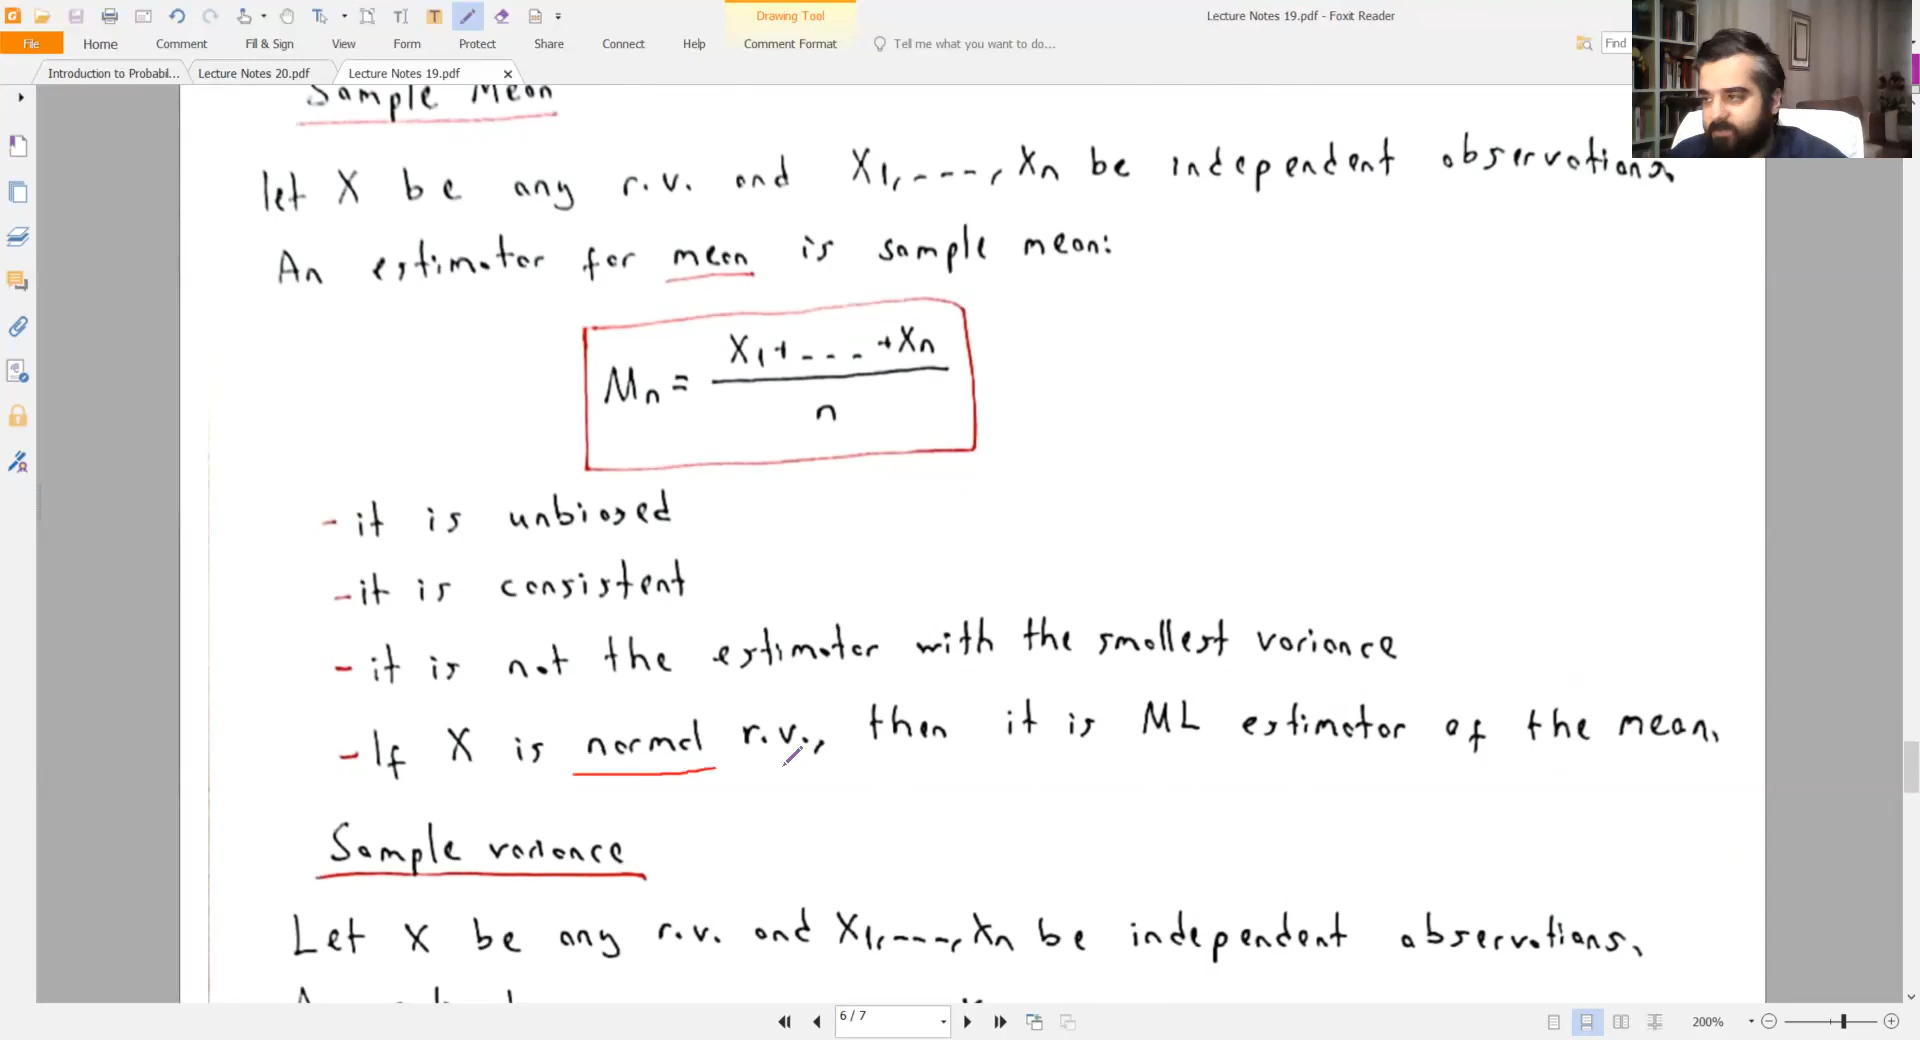 Drawing Tool
Lecture Notes 19.pdf - Foxit Reader
File Home Comment Fill & Sign View Form Protect Share Connect Help Comment Format Tell me what you want to do... Find
Introduction to Probabil... Lecture Notes 20.pdf Lecture Notes 19.pdf
Sample Mean
let X be any r.v. and X1,----, Xn be independent observations.
An estimator for mean is sample mean:
Mn = X1+ ---- +Xn / n
- it is unbiased
- it is consistent
- it is not the estimator with the smallest variance
- If X is normal r.v., then it is ML estimator of the mean.
Sample variance
Let X be any r.v. and X1,----, Xn be independent observations.
6 / 7
200%